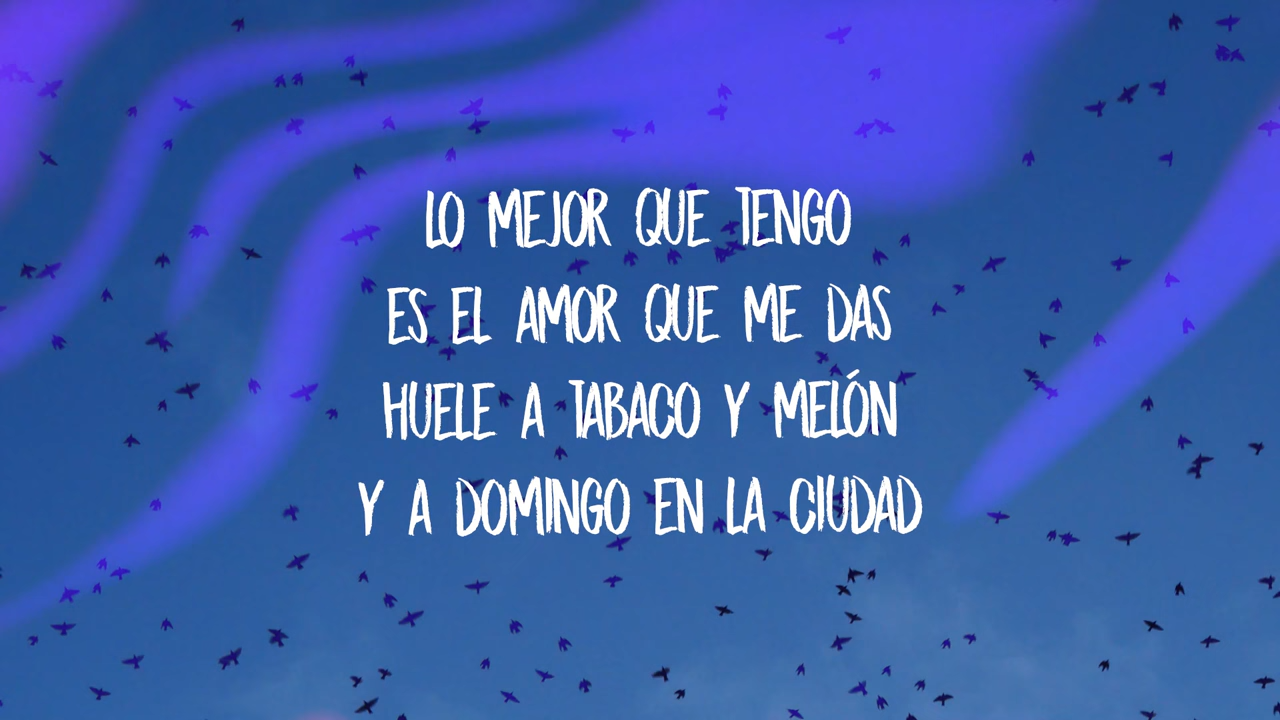 LO MEJOR QUE TENGO
ES EL AMOR QUE ME DAS
HUELE A TABACO Y MELÓN
Y A DOMINGO EN LA CIUDAD